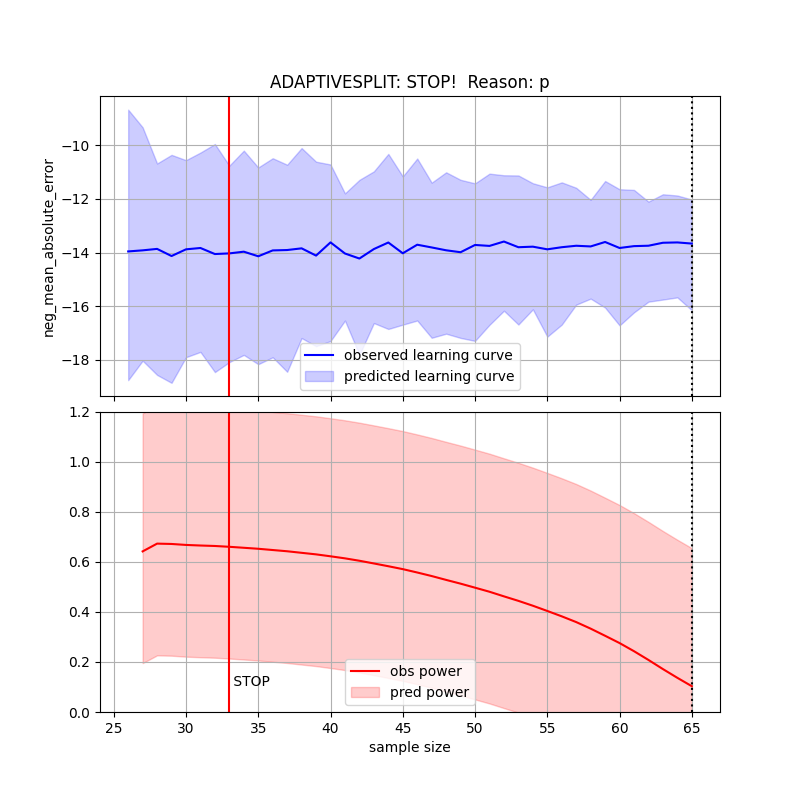 ADAPTIVESPLIT: STOP!  Reason: p
neg_mean_absolute_error
−10
−12
−14
−16
−18
observed learning curve
predicted learning curve
1.2
1.0
0.8
0.6
0.4
0.2
0.0
STOP
obs power
pred power
25 30 35 40 45 50 55 60 65
sample size